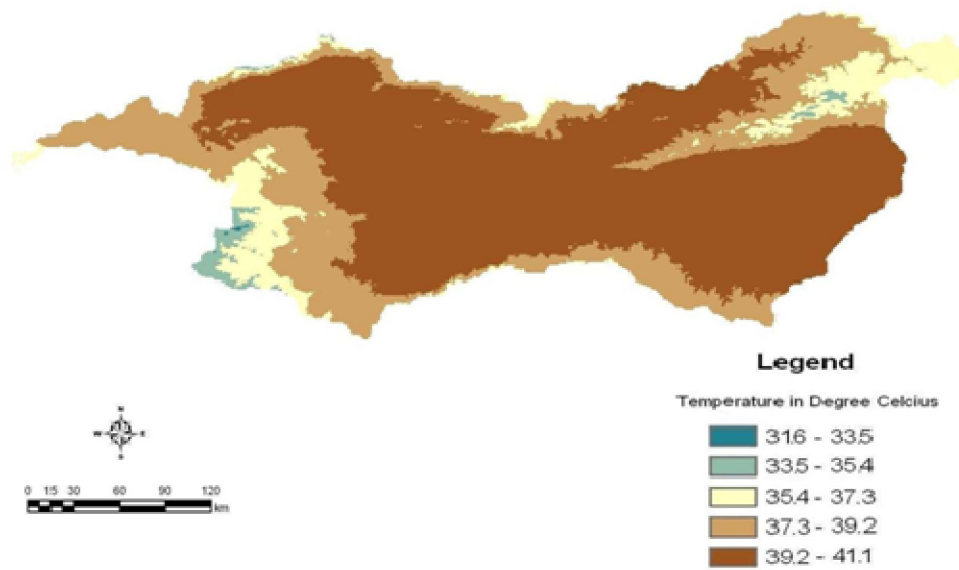 Legend
Temperature in Degree Celcius
31.6 - 33.5
33.5 - 35.4
35.4 - 37.3
37.3 - 39.2
39.2 - 41.1
N
W E
S
0 15 30 60 90 120
km